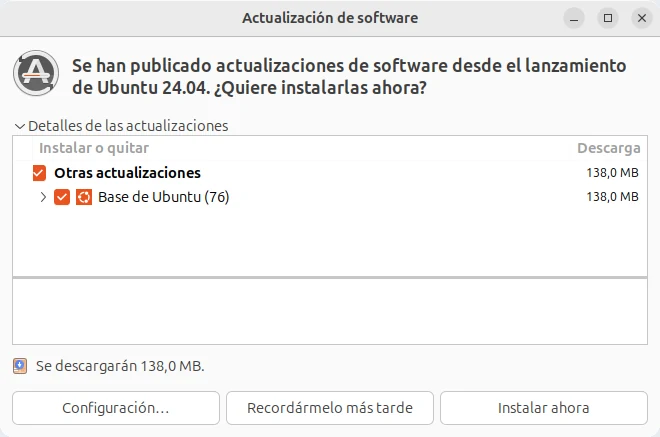 Actualización de software
Se han publicado actualizaciones de software desde el lanzamiento
de Ubuntu 24.04. ¿Quiere instalarlas ahora?
Detalles de las actualizaciones
Instalar o quitar Descarga
Otras actualizaciones 138,0 MB
Base de Ubuntu (76) 138,0 MB
Se descargarán 138,0 MB.
Configuración… Recordármelo más tarde Instalar ahora